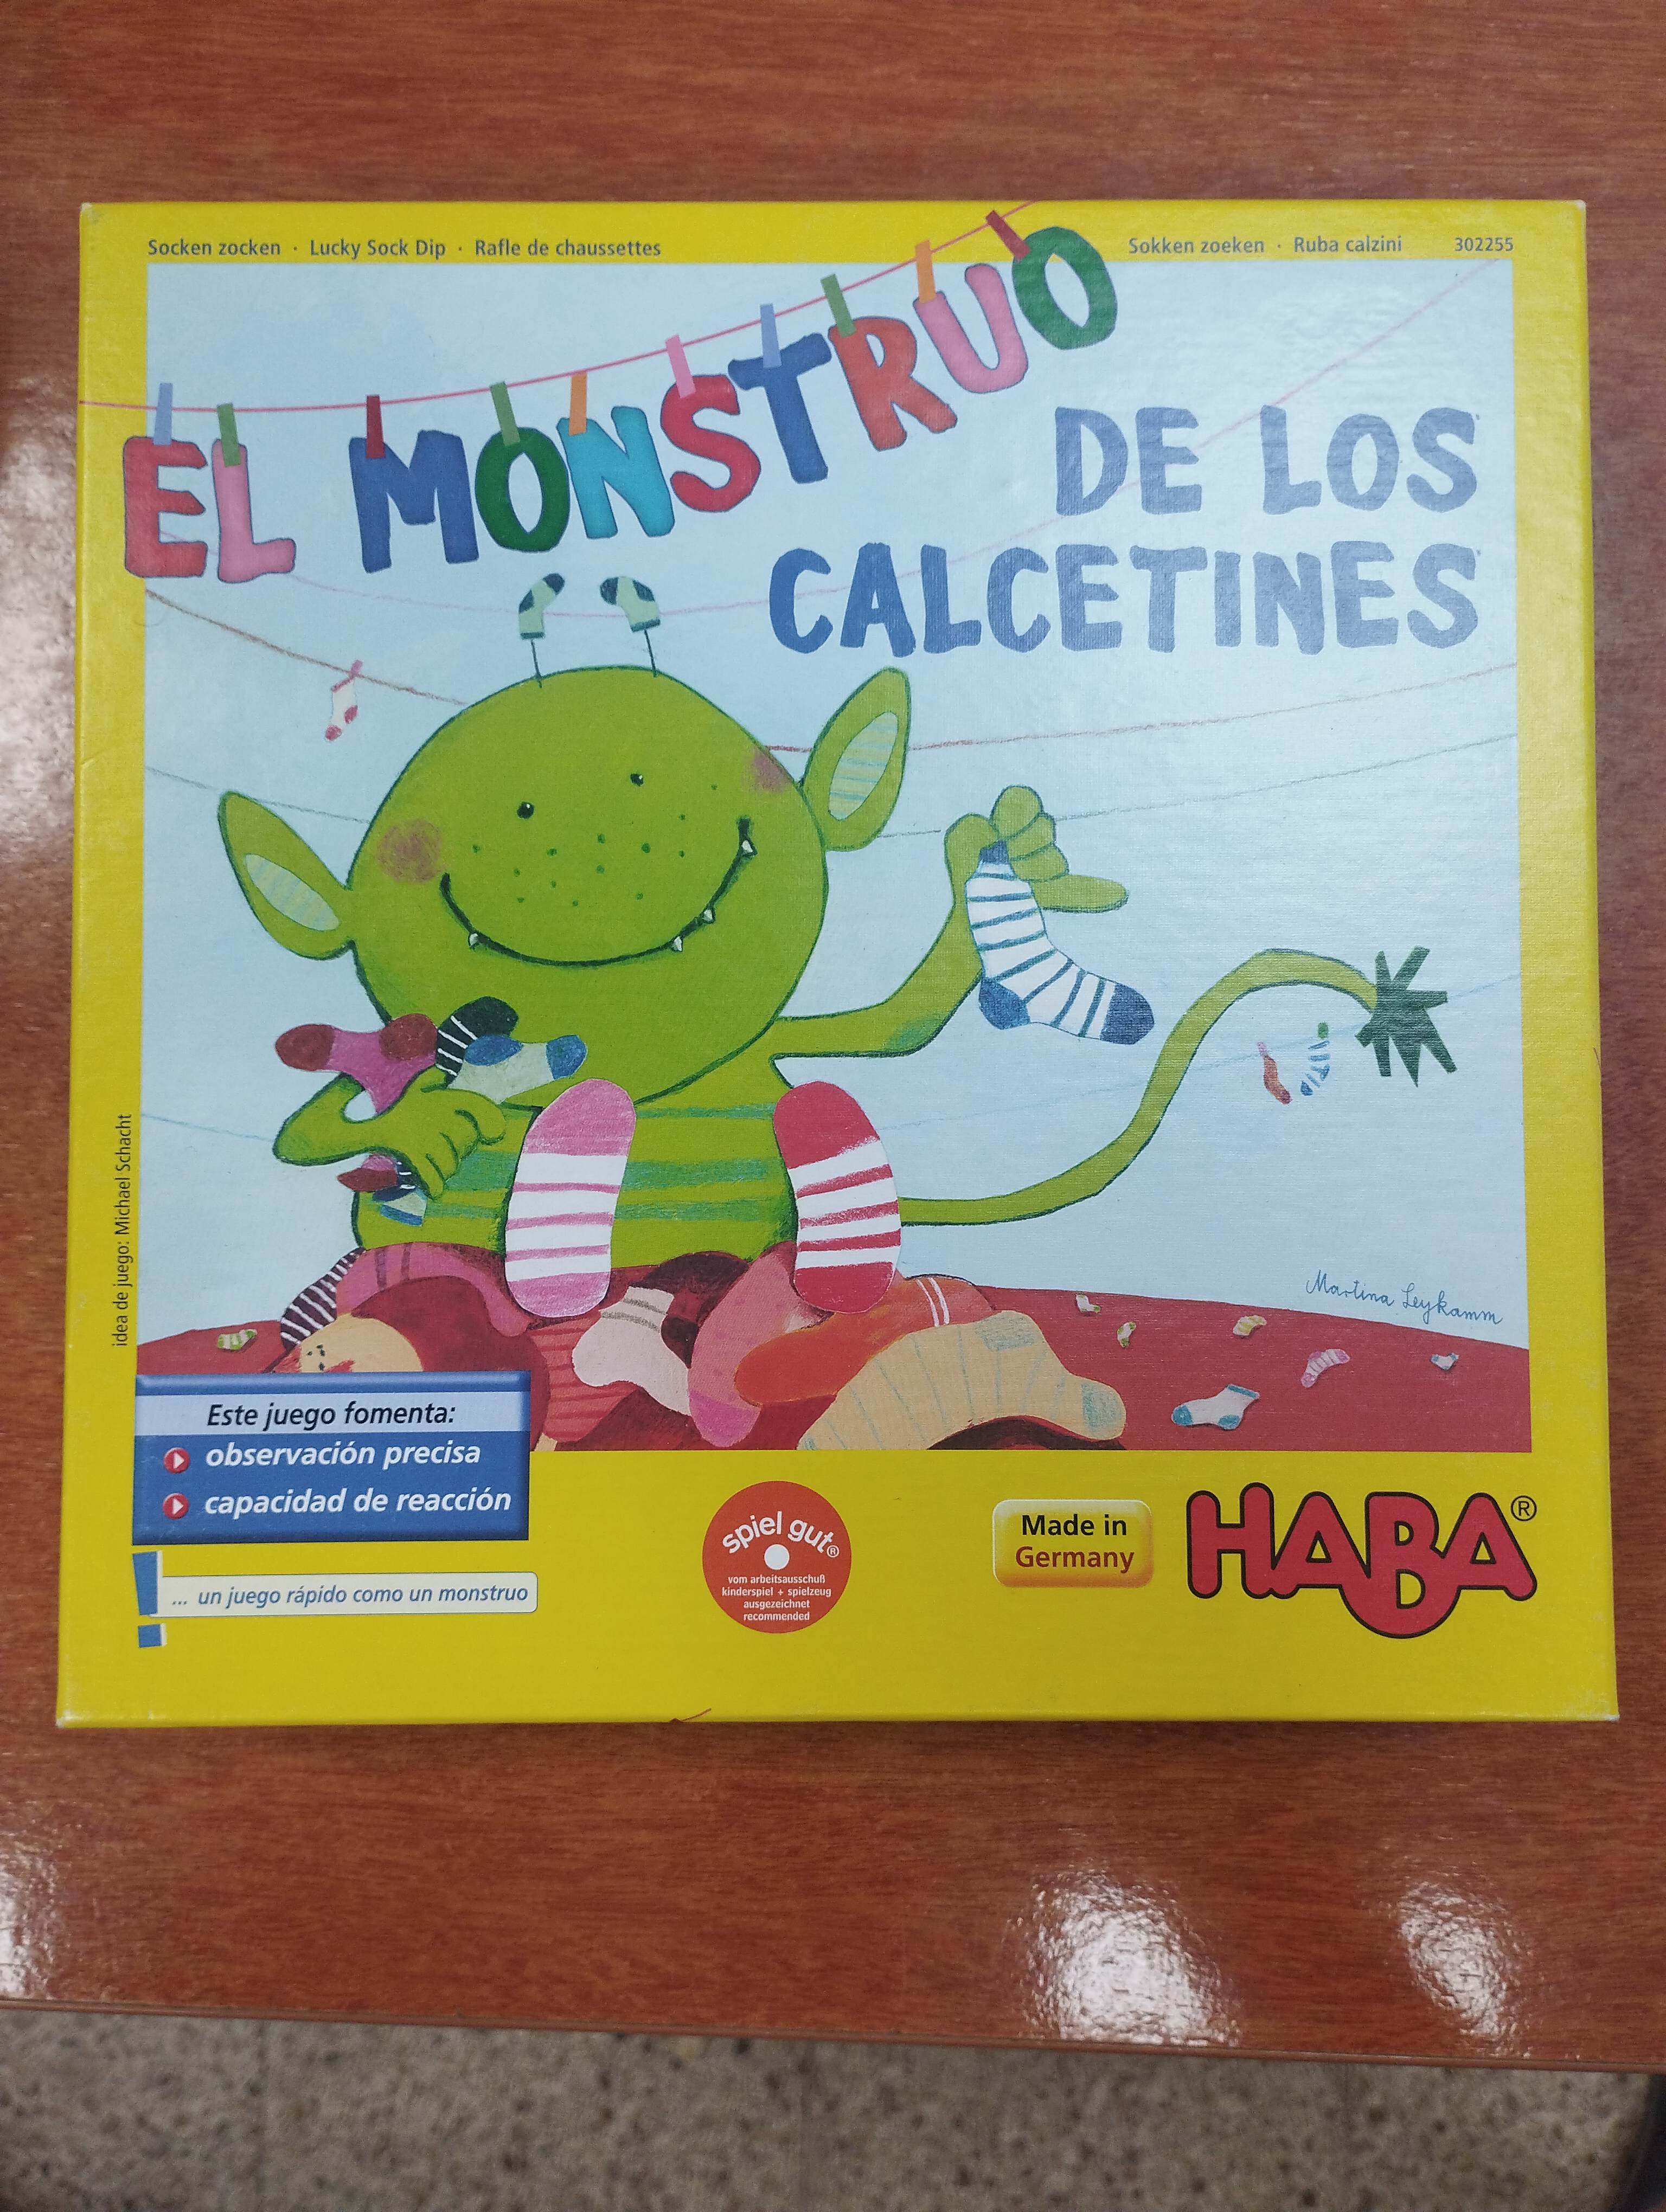 Socken zocken · Lucky Sock Dip · Rafle de chaussettes
Sokken zoeken · Ruba calzini 302255
EL MONSTRUO
DE LOS
CALCETINES
idea de juego: Michael Schacht
Martina Leykamm
Este juego fomenta:
observación precisa
capacidad de reacción
... un juego rápido como un monstruo
spiel gut®
vom arbeitsausschuß
kinderspiel + spielzeug
ausgezeichnet
recommended
Made in
Germany
HABA®